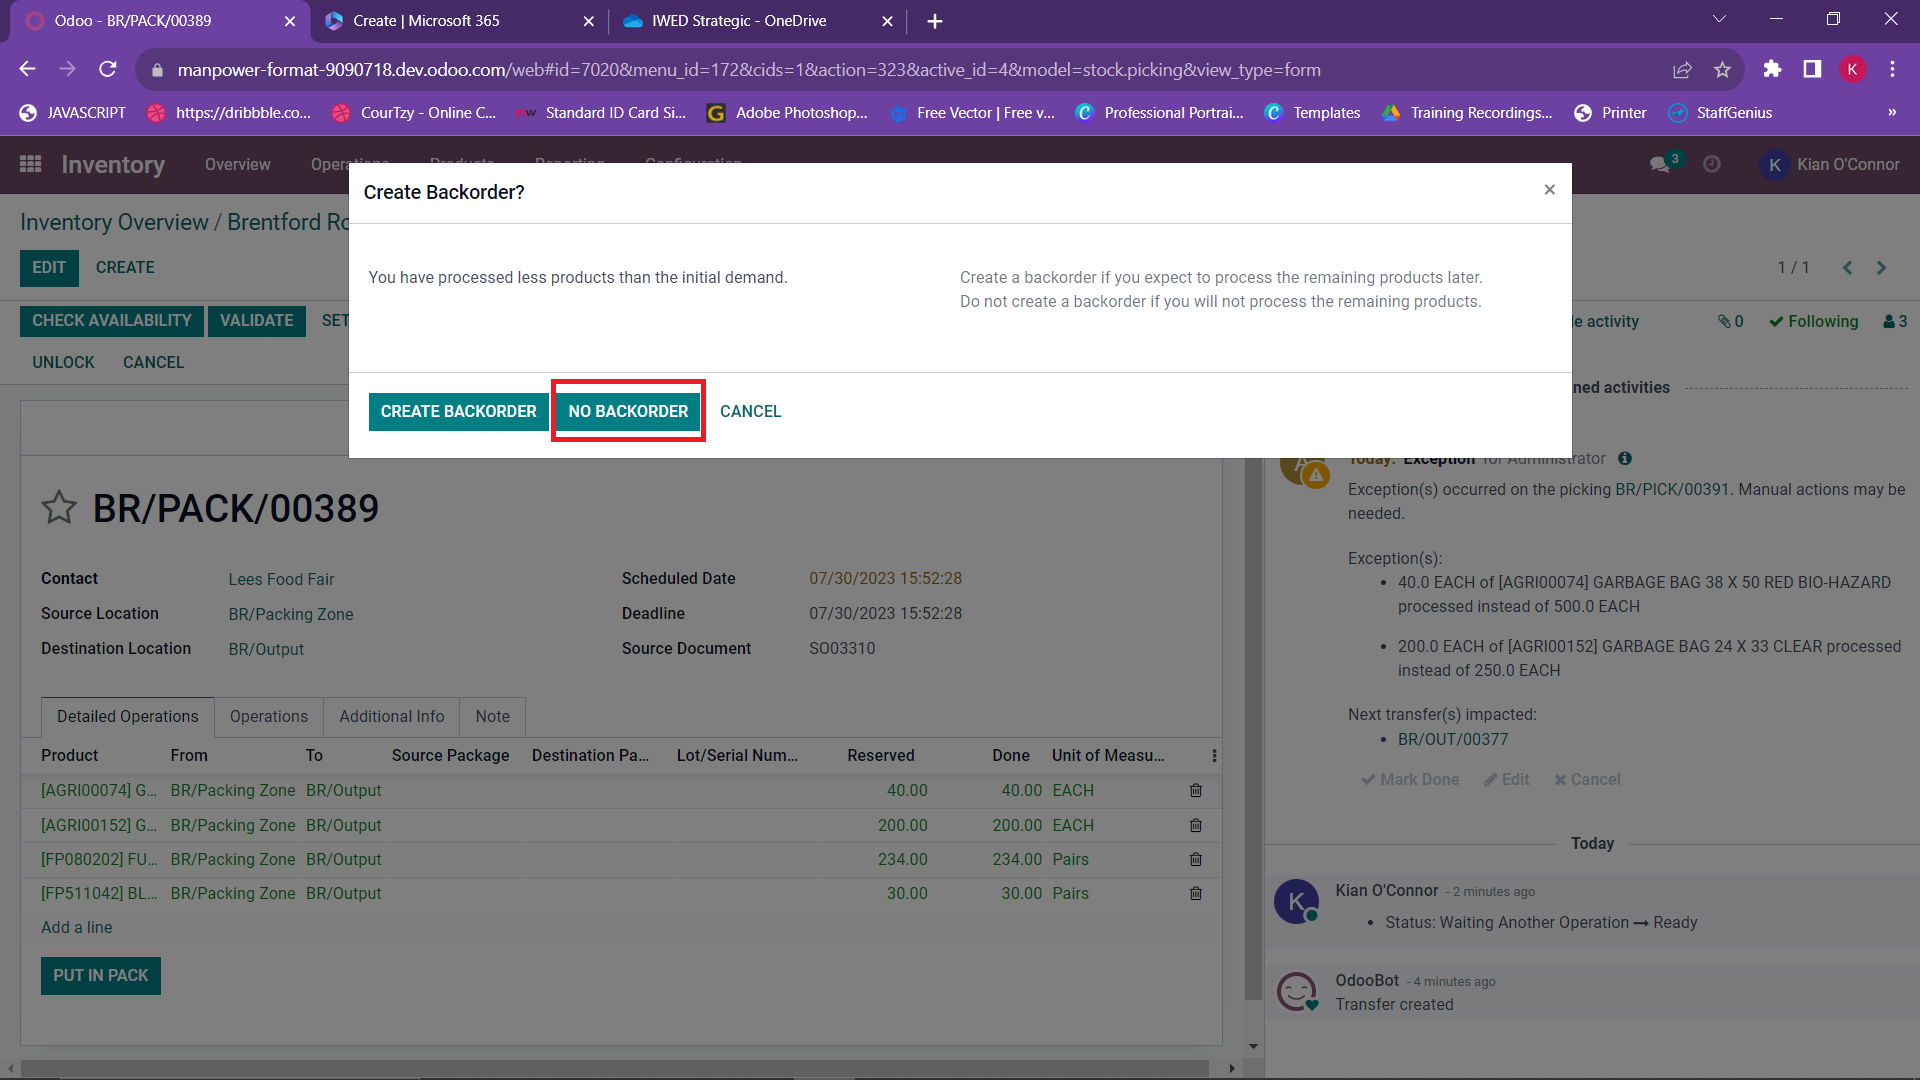 Odoo - BR/PACK/00389
Create | Microsoft 365
IWED Strategic - OneDrive
manpower-format-9090718.dev.odoo.com/web#id=7020&menu_id=172&cids=1&action=323&active_id=4&model=stock.picking&view_type=form
K
JAVASCRIPT
https://dribbble.co...
CourTzy - Online C...
Standard ID Card Si...
Adobe Photoshop...
Free Vector | Free v...
Professional Portrai...
Templates
Training Recordings...
Printer
StaffGenius
»
Inventory
Overview
Operations
Products
Reporting
Configuration
3
K
Kian O'Connor
Inventory Overview / Brentford Ro
EDIT
CREATE
1 / 1
CHECK AVAILABILITY
VALIDATE
SET
UNLOCK
CANCEL
Create Backorder?
×
You have processed less products than the initial demand.
Create a backorder if you expect to process the remaining products later.
Do not create a backorder if you will not process the remaining products.
CREATE BACKORDER
NO BACKORDER
CANCEL
le activity
0
Following
3
ned activities
BR/PACK/00389
Contact
Lees Food Fair
Source Location
BR/Packing Zone
Destination Location
BR/Output
Scheduled Date
07/30/2023 15:52:28
Deadline
07/30/2023 15:52:28
Source Document
SO03310
Detailed Operations
Operations
Additional Info
Note
Product From To Source Package Destination Pa... Lot/Serial Num... Reserved Done Unit of Measu...
[AGRI00074] G... BR/Packing Zone BR/Output 40.00 40.00 EACH
[AGRI00152] G... BR/Packing Zone BR/Output 200.00 200.00 EACH
[FP080202] FU... BR/Packing Zone BR/Output 234.00 234.00 Pairs
[FP511042] BL... BR/Packing Zone BR/Output 30.00 30.00 Pairs
Add a line
PUT IN PACK
Today: Exception for Administrator
Exception(s) occurred on the picking BR/PICK/00391. Manual actions may be
needed.
Exception(s):
• 40.0 EACH of [AGRI00074] GARBAGE BAG 38 X 50 RED BIO-HAZARD
processed instead of 500.0 EACH
• 200.0 EACH of [AGRI00152] GARBAGE BAG 24 X 33 CLEAR processed
instead of 250.0 EACH
Next transfer(s) impacted:
• BR/OUT/00377
Mark Done
Edit
Cancel
Today
K
Kian O'Connor - 2 minutes ago
• Status: Waiting Another Operation → Ready
OdooBot - 4 minutes ago
Transfer created